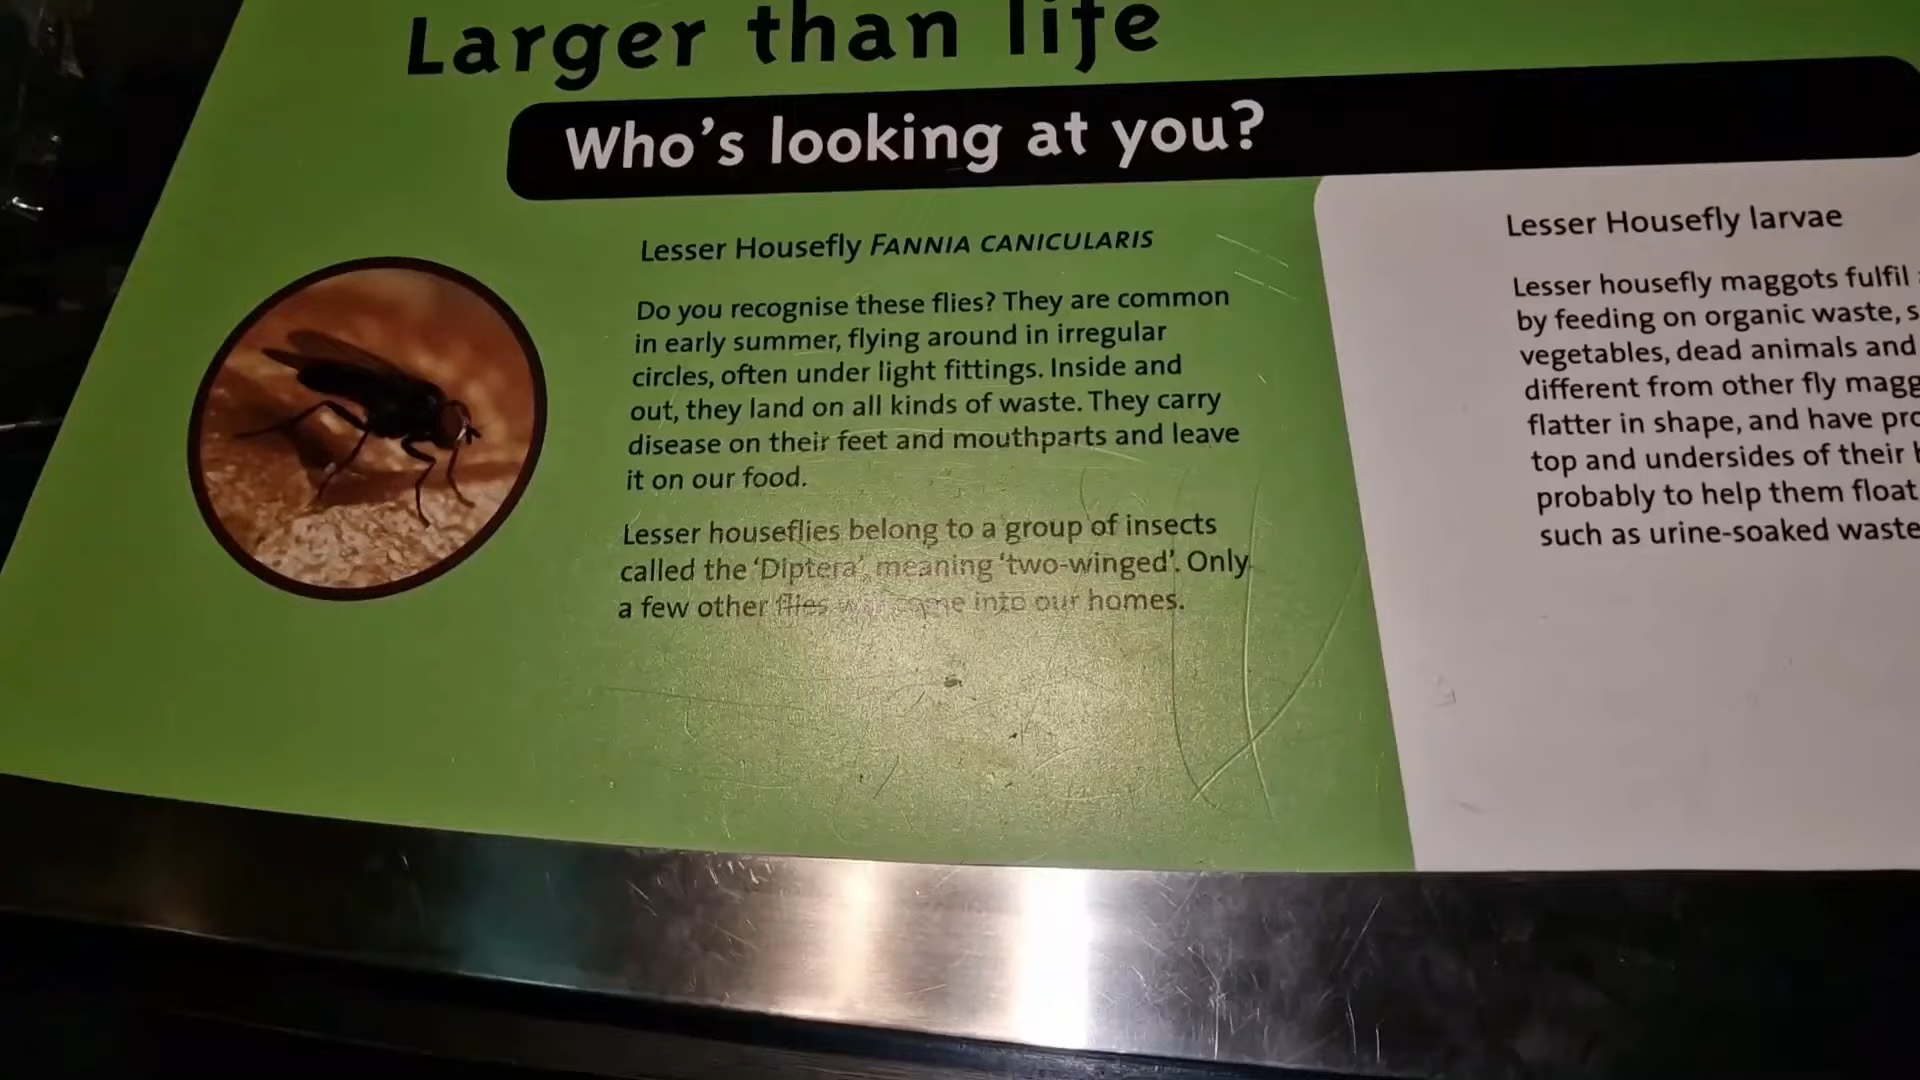 Larger than life
Who's looking at you?
Lesser Housefly FANNIA CANICULARIS
Do you recognise these flies? They are common
in early summer, flying around in irregular
circles, often under light fittings. Inside and
out, they land on all kinds of waste. They carry
disease on their feet and mouthparts and leave
it on our food.
Lesser houseflies belong to a group of insects
called the 'Diptera', meaning 'two-winged'. Only
a few other flies will come into our homes.
Lesser Housefly larvae
Lesser housefly maggots fulfil
by feeding on organic waste,
vegetables, dead animals and
different from other fly
flatter in shape, and have
top and undersides of their
probably to help them float
such as urine-soaked waste